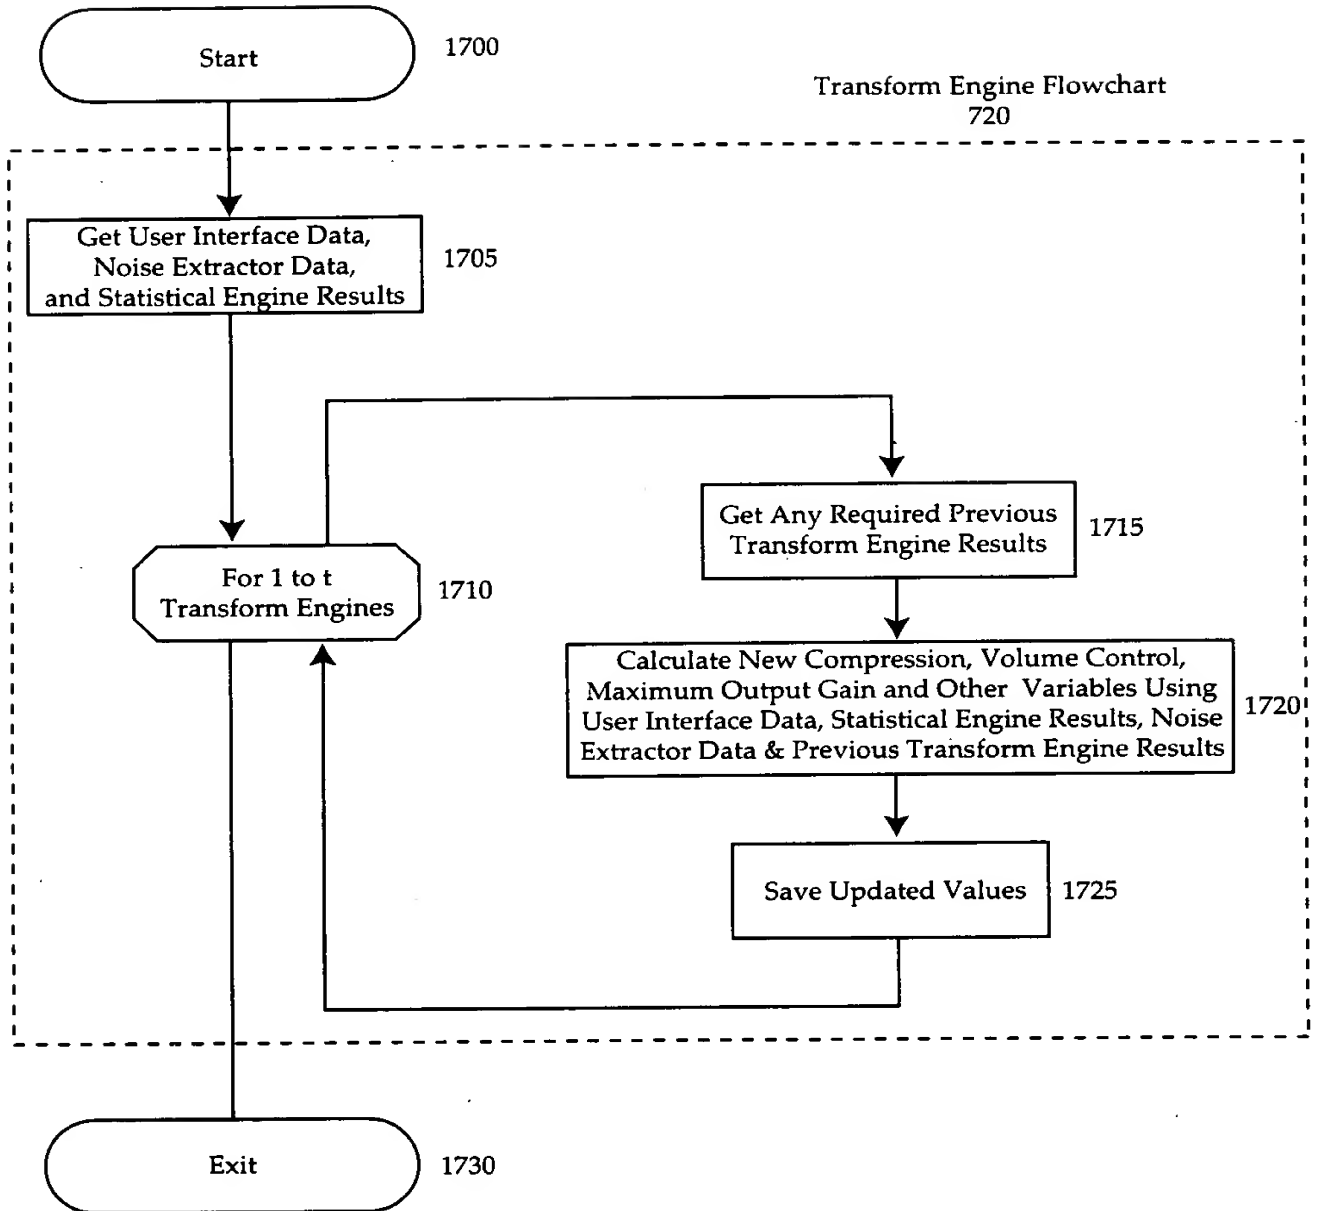 Start
1700
Transform Engine Flowchart
720
Get User Interface Data,
Noise Extractor Data,
and Statistical Engine Results
1705
Get Any Required Previous
Transform Engine Results
1715
For 1 to t
Transform Engines
1710
Calculate New Compression, Volume Control,
Maximum Output Gain and Other Variables Using
User Interface Data, Statistical Engine Results, Noise
Extractor Data & Previous Transform Engine Results
1720
Save Updated Values
1725
Exit
1730